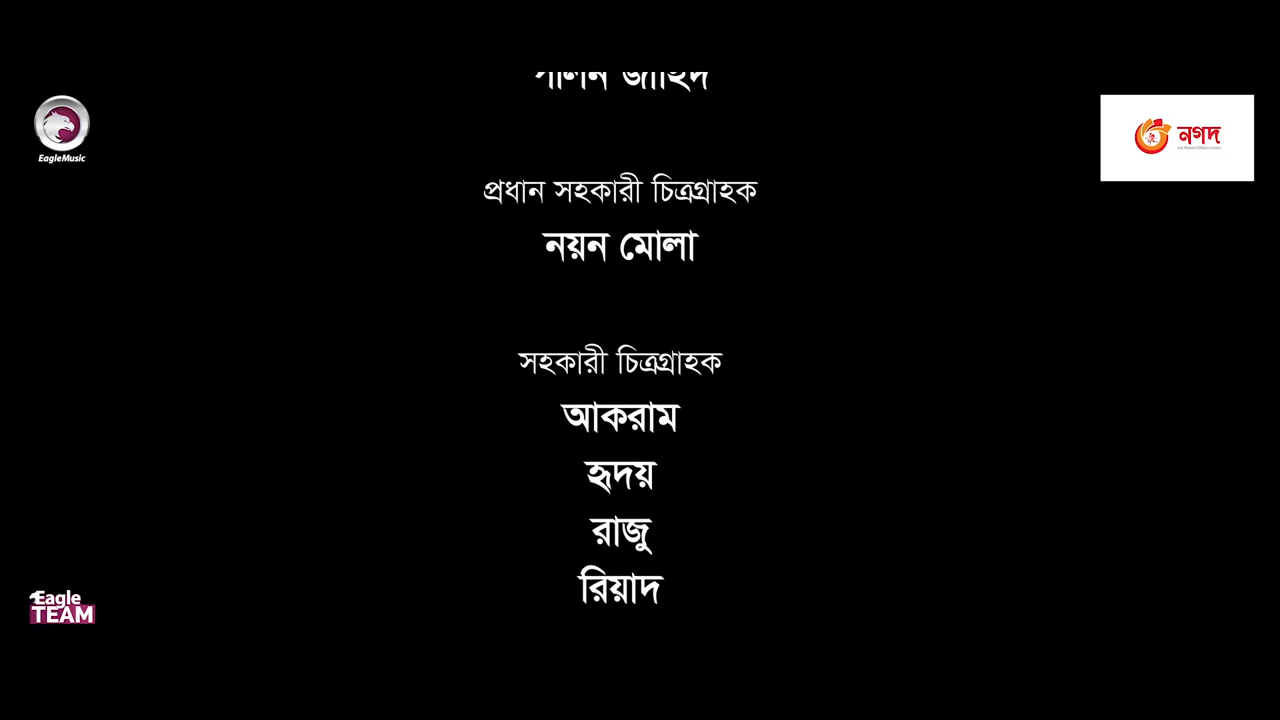 জাহিদ
EagleMusic
নগদ
প্রধান সহকারী চিত্রগ্রাহক
নয়ন মোলা
সহকারী চিত্রগ্রাহক
আকরাম
হৃদয়
রাজু
রিয়াদ
Eagle
TEAM